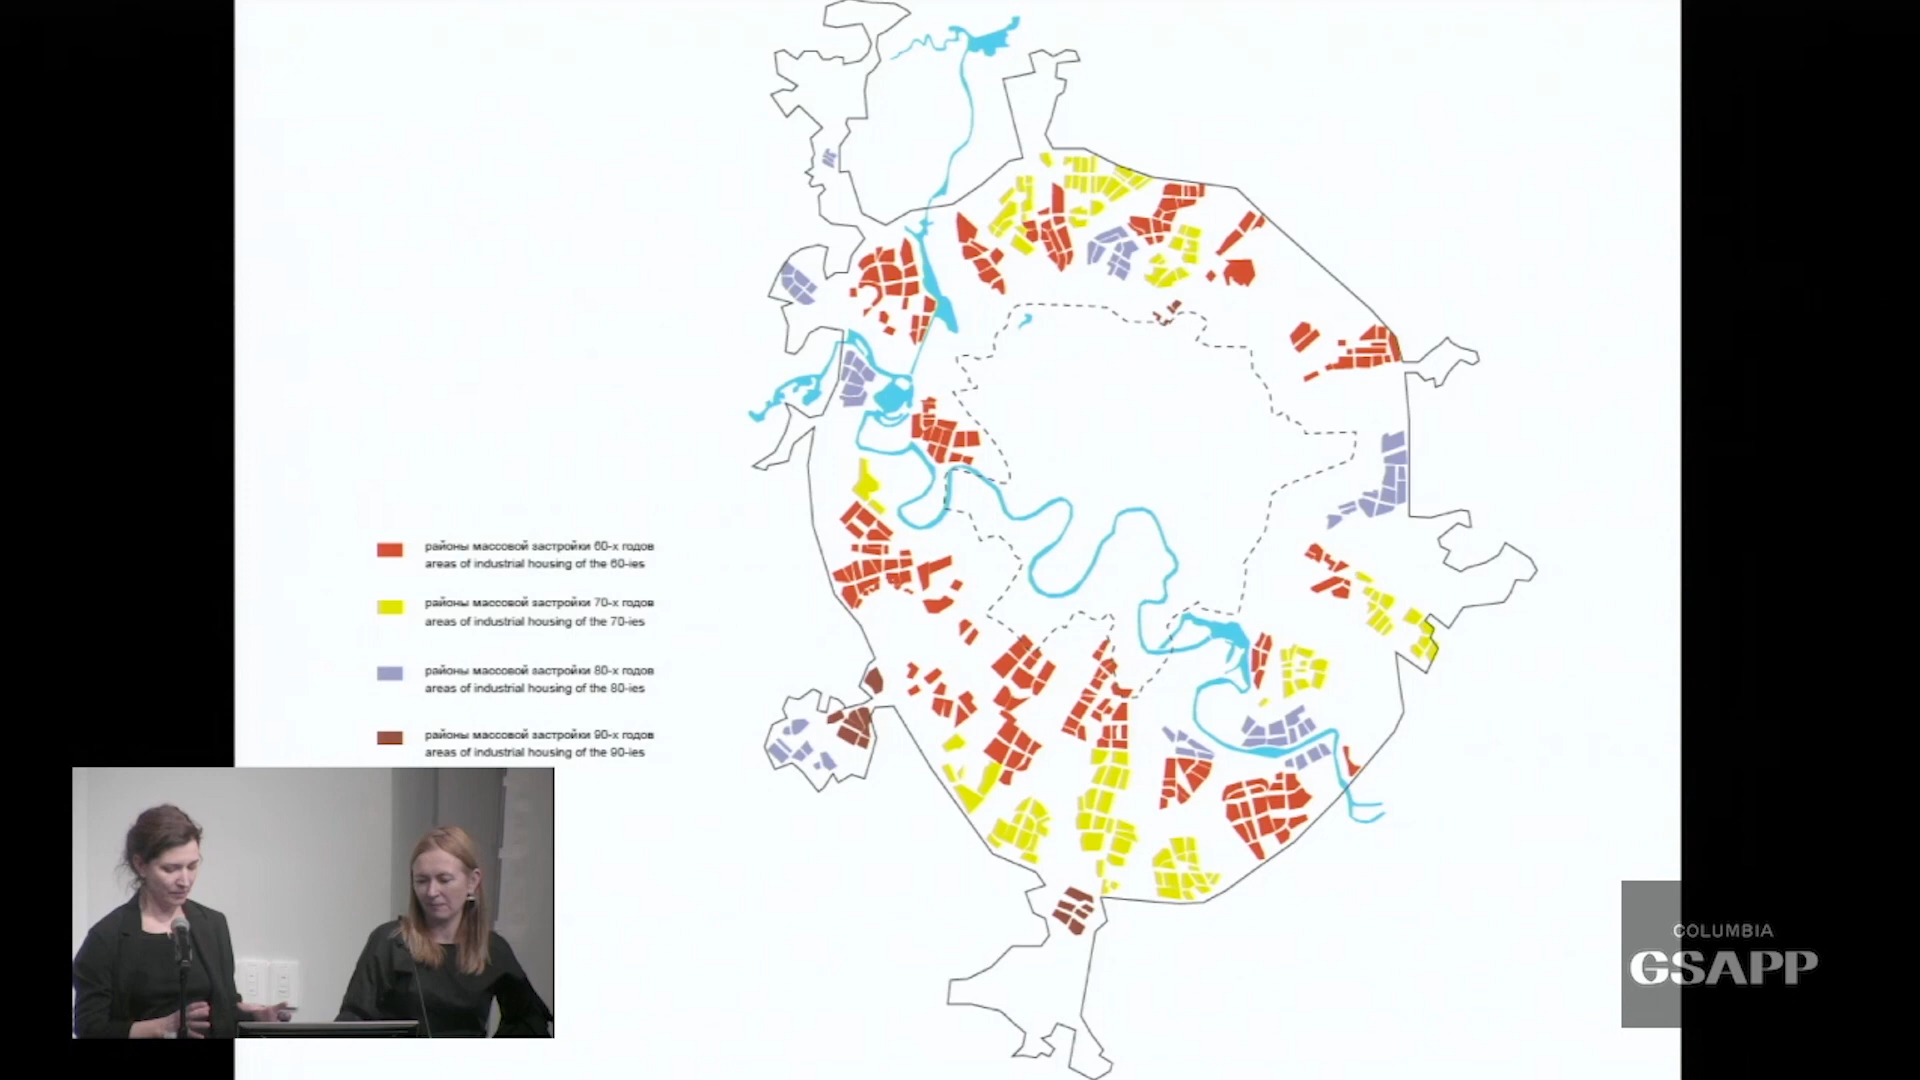 районы массовой застройки 60-х годов
areas of industrial housing of the 60-ies
районы массовой застройки 70-х годов
areas of industrial housing of the 70-ies
районы массовой застройки 80-х годов
areas of industrial housing of the 80-ies
районы массовой застройки 90-х годов
areas of industrial housing of the 90-ies
COLUMBIA
GSAPP